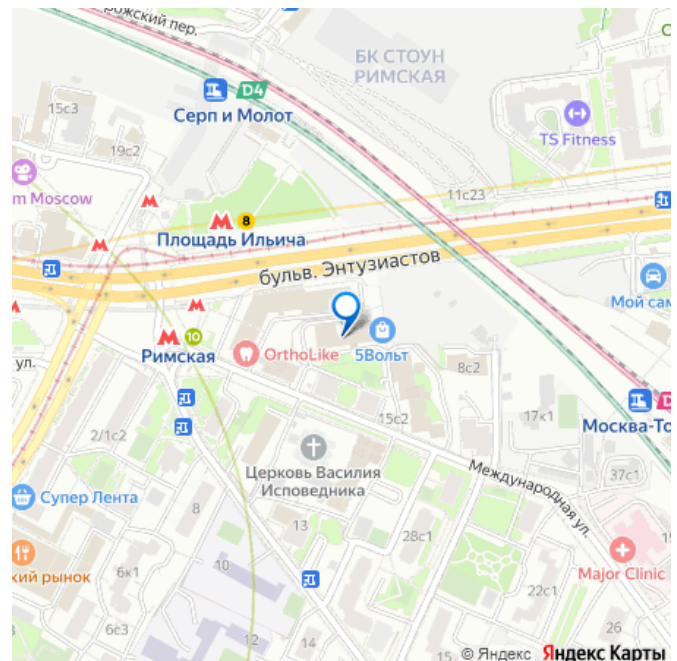 рожский пер.
БК СТОУН
РИМСКАЯ
D4
15с3
Серп и Молот
TS Fitness
19с2
m Moscow
11с23
М 8
Площадь Ильича
бульв. Энтузиастов
Мой сам
М 10
Римская
OrthoLike
5Вольт
ул.
8с2
15с2
17к1
Москва-То
2/1с2
Церковь Василия
Исповедника
Международная ул.
37с1
Супер Лента
8
13
28с1
19
10
Major Clinic
кий рынок
6к1
22с1
6с3
12
14
15
26
© Яндекс Яндекс Карты